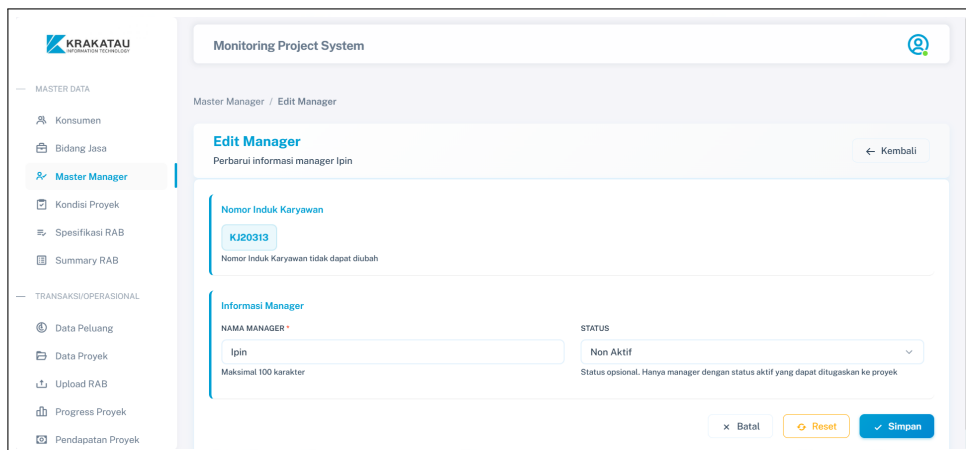 KRAKATAU
INFORMATION TECHNOLOGY
MASTER DATA
Konsumen
Bidang Jasa
Master Manager
Kondisi Proyek
Spesifikasi RAB
Summary RAB
TRANSAKSI/OPERASIONAL
Data Peluang
Data Proyek
Upload RAB
Progress Proyek
Pendapatan Proyek
Monitoring Project System
Master Manager / Edit Manager
Edit Manager
Perbarui informasi manager Ipin
← Kembali
Nomor Induk Karyawan
KJ20313
Nomor Induk Karyawan tidak dapat diubah
Informasi Manager
NAMA MANAGER *
Ipin
Maksimal 100 karakter
STATUS
Non Aktif
Status opsional. Hanya manager dengan status aktif yang dapat ditugaskan ke proyek
× Batal
Reset
✓ Simpan